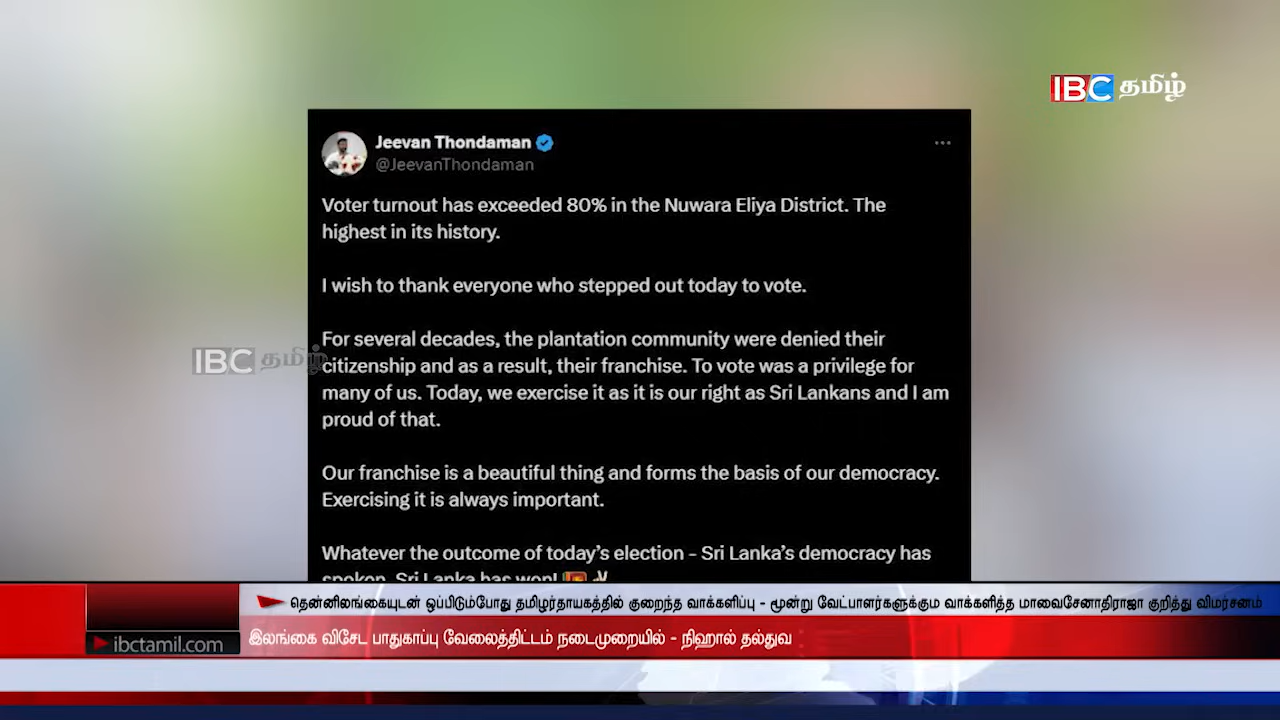 IBC தமிழ்
Jeevan Thondaman
@JeevanThondaman
Voter turnout has exceeded 80% in the Nuwara Eliya District. The
highest in its history.
I wish to thank everyone who stepped out today to vote.
For several decades, the plantation community were denied their
IBC தமிழ்
citizenship and as a result, their franchise. To vote was a privilege for
many of us. Today, we exercise it as it is our right as Sri Lankans and I am
proud of that.
Our franchise is a beautiful thing and forms the basis of our democracy.
Exercising it is always important.
Whatever the outcome of today's election – Sri Lanka's democracy has
spoken. Sri Lanka has won!
தென்னிலங்கையுடன் ஒப்பிடும்போது தமிழர்தாயகத்தில் குறைந்த வாக்களிப்பு - மூன்று வேட்பாளர்களுக்கும வாக்களித்த மாவைசேனாதிராஜா குறித்து விமர்சனம்
ibctamil.com
இலங்கை விசேட பாதுகாப்பு வேலைத்திட்டம் நடைமுறையில் - நிஹால் தல்துவ